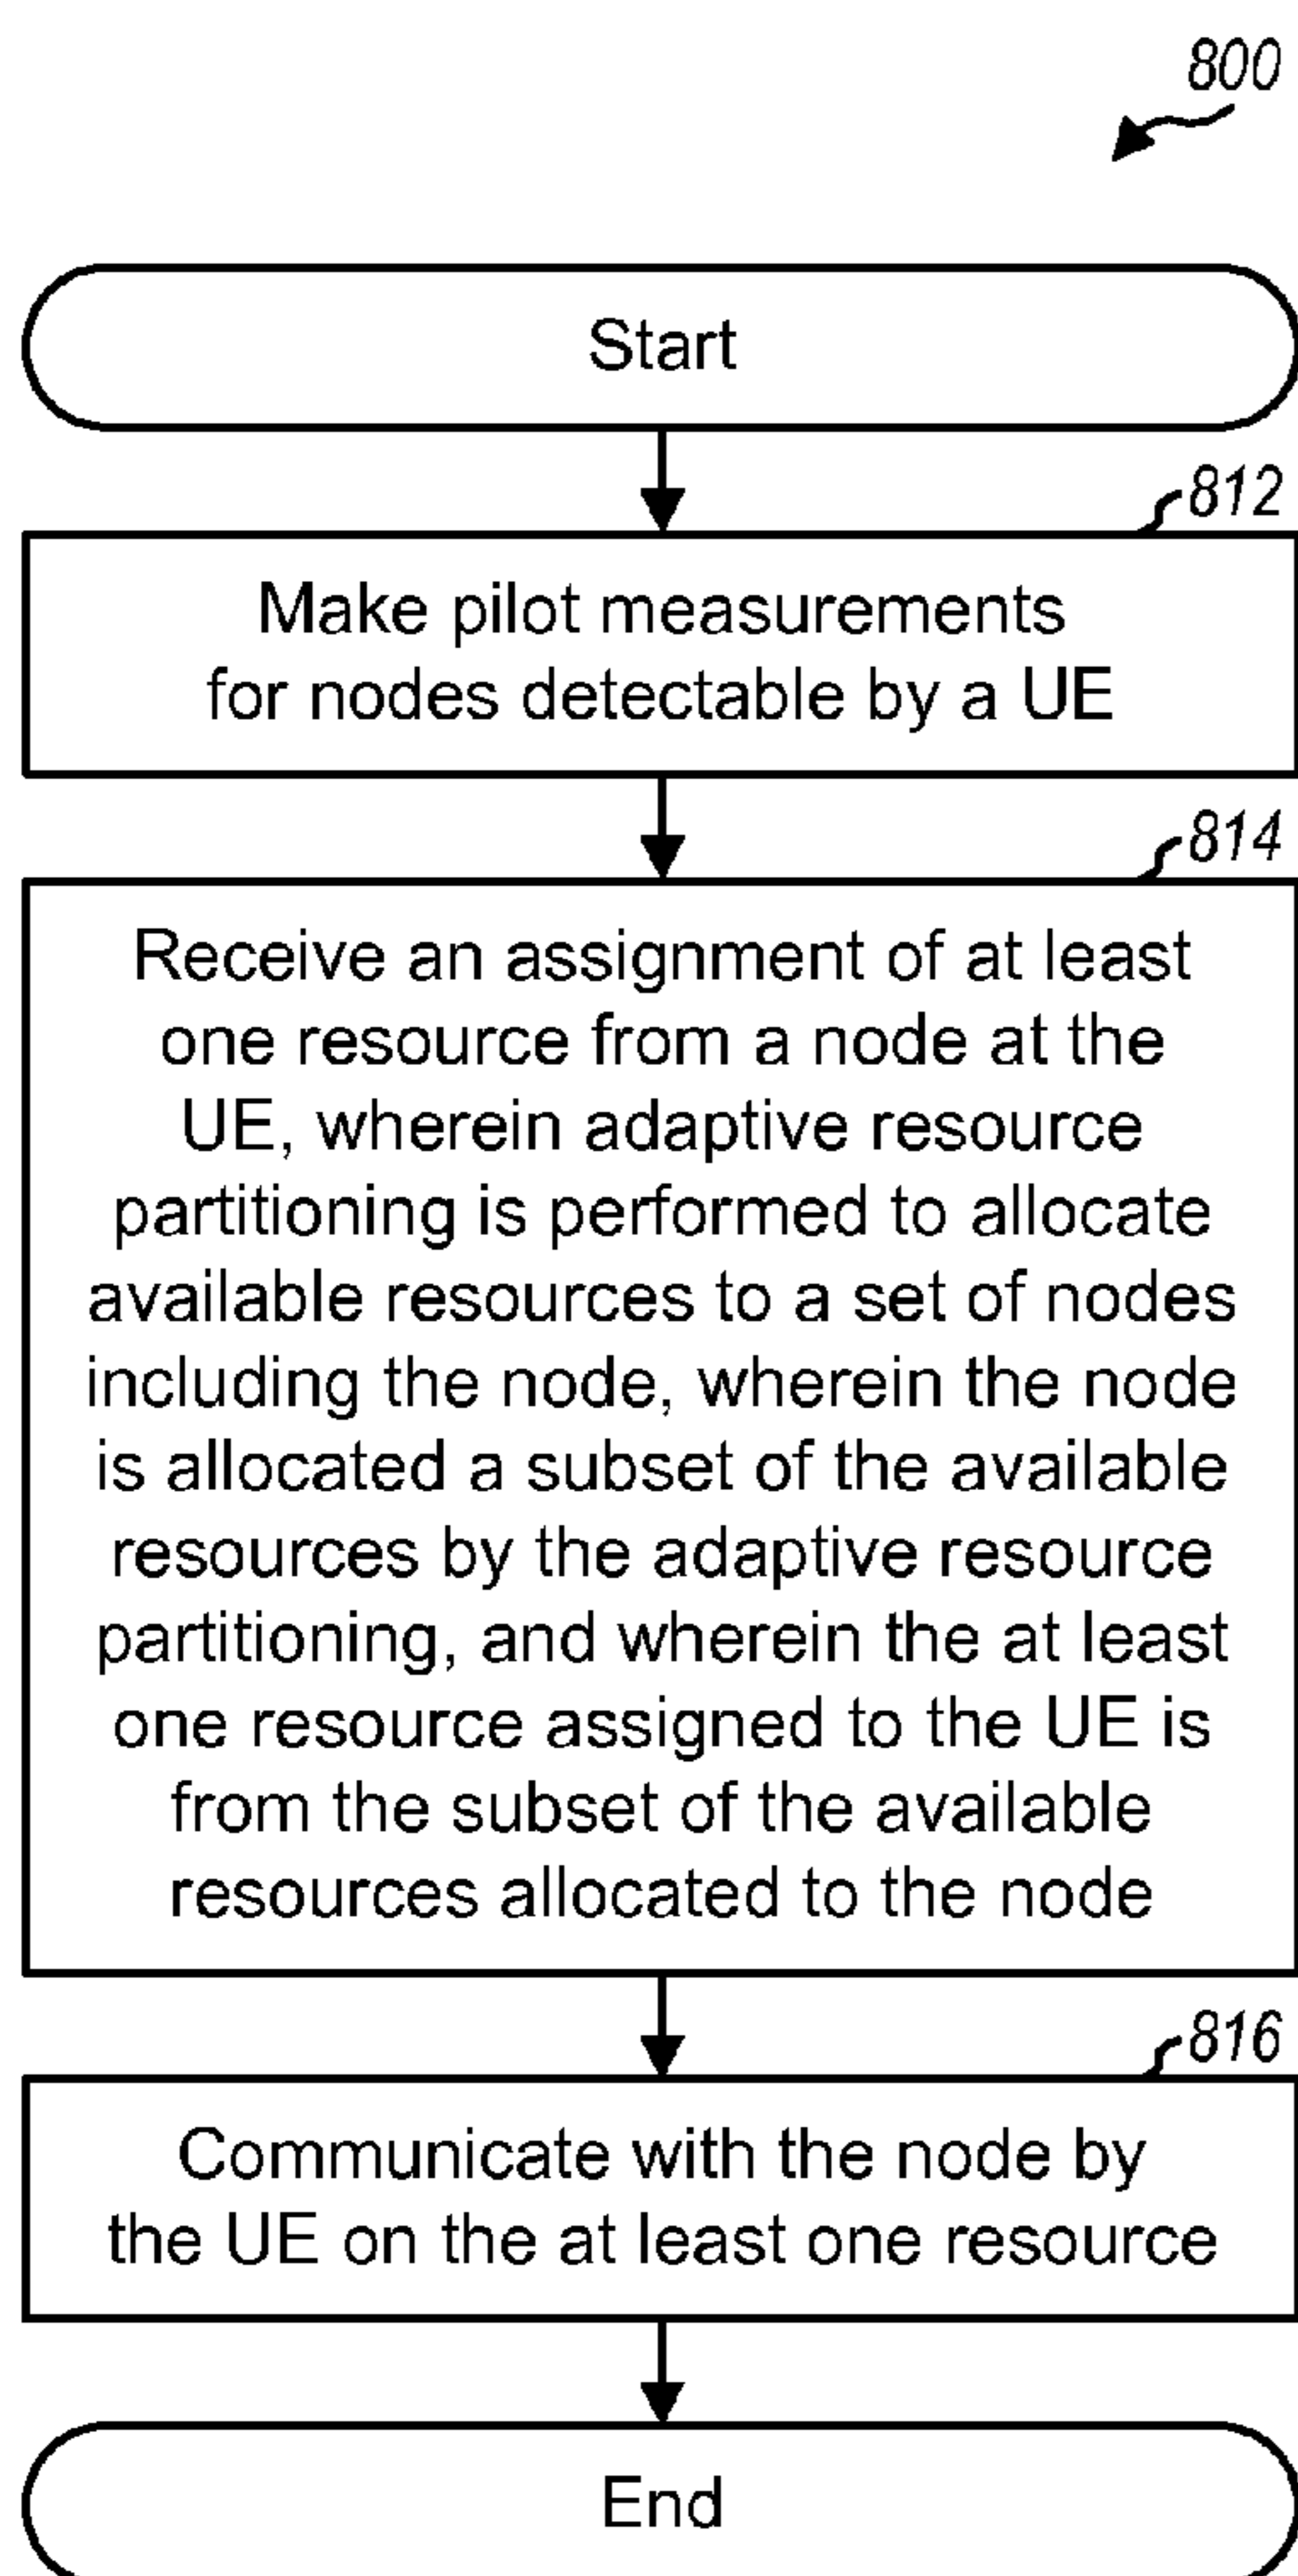 800
Start
812
Make pilot measurements
for nodes detectable by a UE
814
Receive an assignment of at least
one resource from a node at the
UE, wherein adaptive resource
partitioning is performed to allocate
available resources to a set of nodes
including the node, wherein the node
is allocated a subset of the available
resources by the adaptive resource
partitioning, and wherein the at least
one resource assigned to the UE is
from the subset of the available
resources allocated to the node
816
Communicate with the node by
the UE on the at least one resource
End